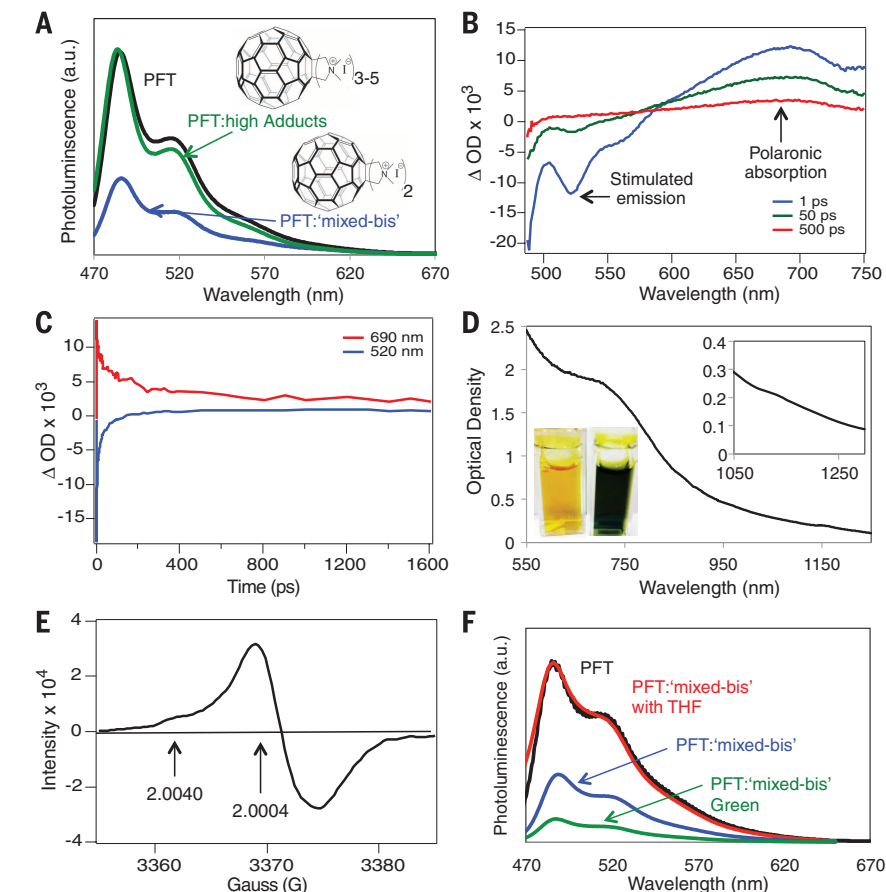 A
Photoluminescence (a.u.)
PFT
PFT:high Adducts
PFT:'mixed-bis'
N + I - 3-5
N + I - 2
470 520 570 620 670
Wavelength (nm)
B
Δ OD x 10³
15
10
5
0
-5
-10
-15
-20
Stimulated
emission
Polaronic
absorption
1 ps
50 ps
500 ps
500 550 600 650 700 750
Wavelength (nm)
C
Δ OD x 10³
10
5
0
-5
-10
-15
690 nm
520 nm
0 400 800 1200 1600
Time (ps)
D
Optical Density
2.5
2
1.5
1
0.5
0
0.4
0.3
0.2
0.1
0
1050 1250
550 750 950 1150
Wavelength (nm)
E
Intensity x 10⁴
4
2
0
-2
-4
2.0040
2.0004
3360 3370 3380
Gauss (G)
F
Photoluminescence (a.u.)
PFT
PFT:'mixed-bis'
with THF
PFT:'mixed-bis'
PFT:'mixed-bis'
Green
470 520 570 620 670
Wavelength (nm)